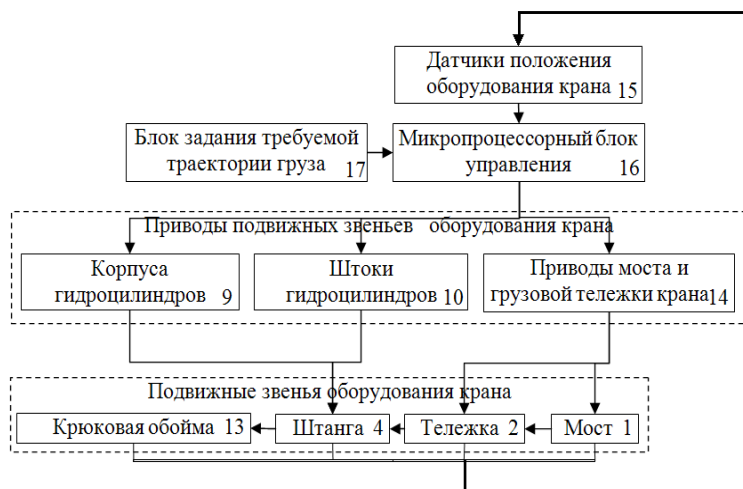 Датчики положения
оборудования крана 15
Блок задания требуемой
траектории груза 17
Микропроцессорный блок
управления 16
Приводы подвижных звеньев оборудования крана
Корпуса
гидроцилиндров 9
Штоки
гидроцилиндров 10
Приводы моста и
грузовой тележки крана 14
Подвижные звенья оборудования крана
Крюковая обойма 13
Штанга 4
Тележка 2
Мост 1